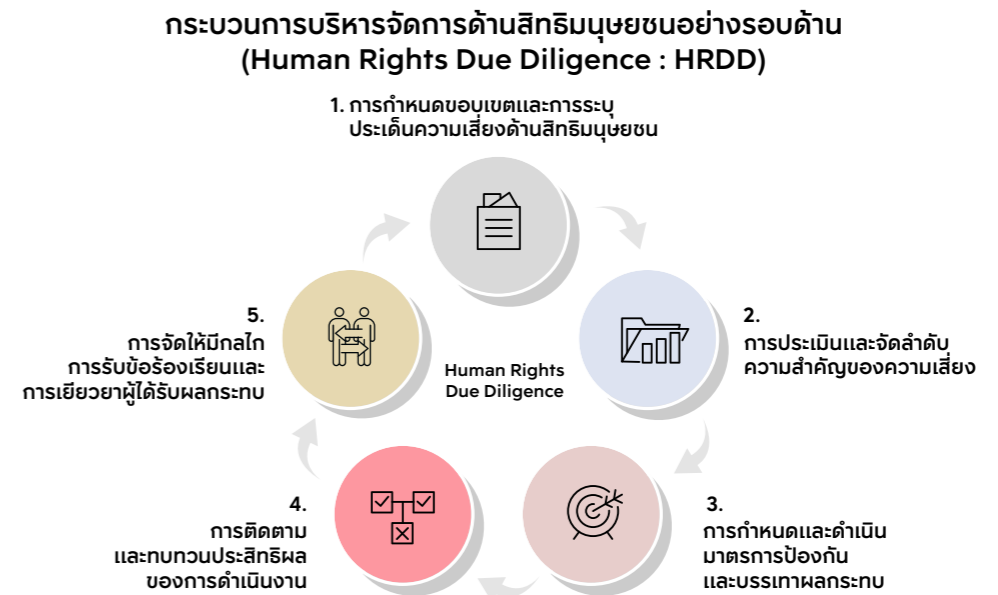 กระบวนการบริหารจัดการด้านสิทธิมนุษยชนอย่างรอบด้าน
(Human Rights Due Diligence : HRDD)
1. การกำหนดขอบเขตและการระบุ
ประเด็นความเสี่ยงด้านสิทธิมนุษยชน
2.
การประเมินและจัดลำดับ
ความสำคัญของความเสี่ยง
3.
การกำหนดและดำเนิน
มาตรการป้องกัน
และบรรเทาผลกระทบ
4.
การติดตาม
และทบทวนประสิทธิผล
ของการดำเนินงาน
5.
การจัดให้มีกลไก
การรับข้อร้องเรียนและ
การเยียวยาผู้ได้รับผลกระทบ
Human Rights
Due Diligence